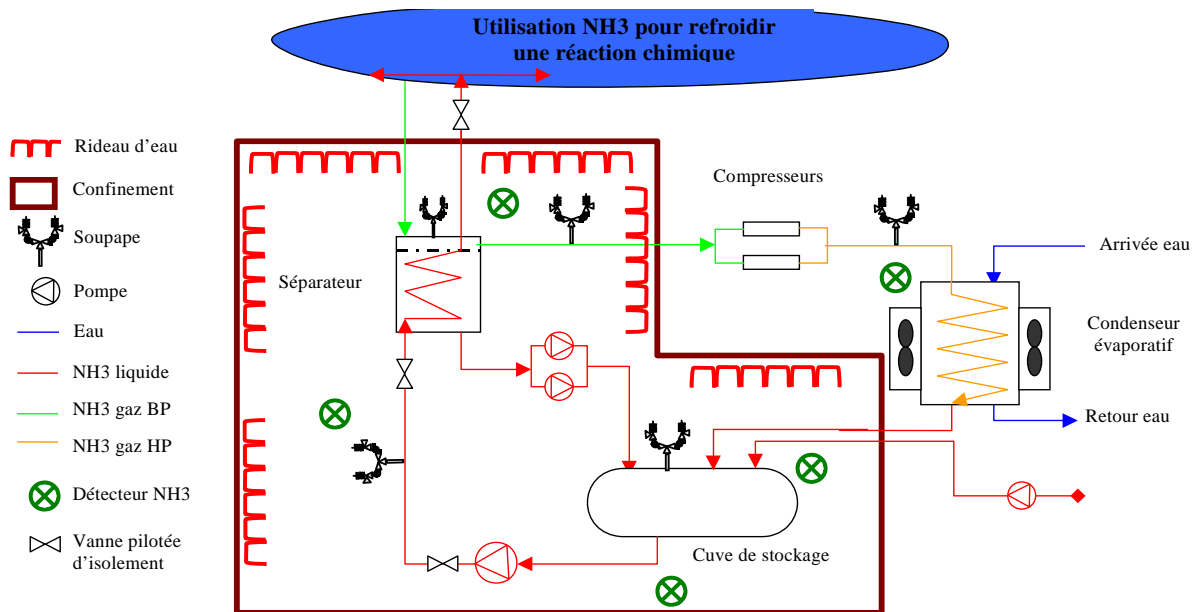 Utilisation NH3 pour refroidir
une réaction chimique
Rideau d'eau
Confinement
Soupape
Pompe
Eau
NH3 liquide
NH3 gaz BP
NH3 gaz HP
Détecteur NH3
Vanne pilotée
d'isolement
Séparateur
Compresseurs
Arrivée eau
Condenseur
évaporatif
Retour eau
Cuve de stockage